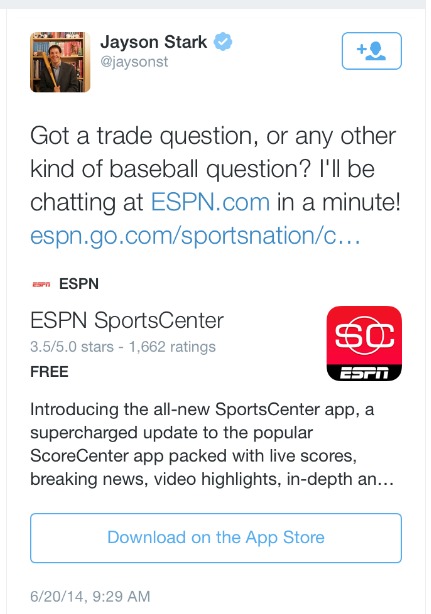 Jayson Stark
@jaysonst
Got a trade question, or any other
kind of baseball question? I'll be
chatting at ESPN.com in a minute!
espn.go.com/sportsnation/c...
ESPN ESPN
ESPN SportsCenter
3.5/5.0 stars - 1,662 ratings
FREE
SC
ESPN
Introducing the all-new SportsCenter app, a
supercharged update to the popular
ScoreCenter app packed with live scores,
breaking news, video highlights, in-depth an...
Download on the App Store
6/20/14, 9:29 AM